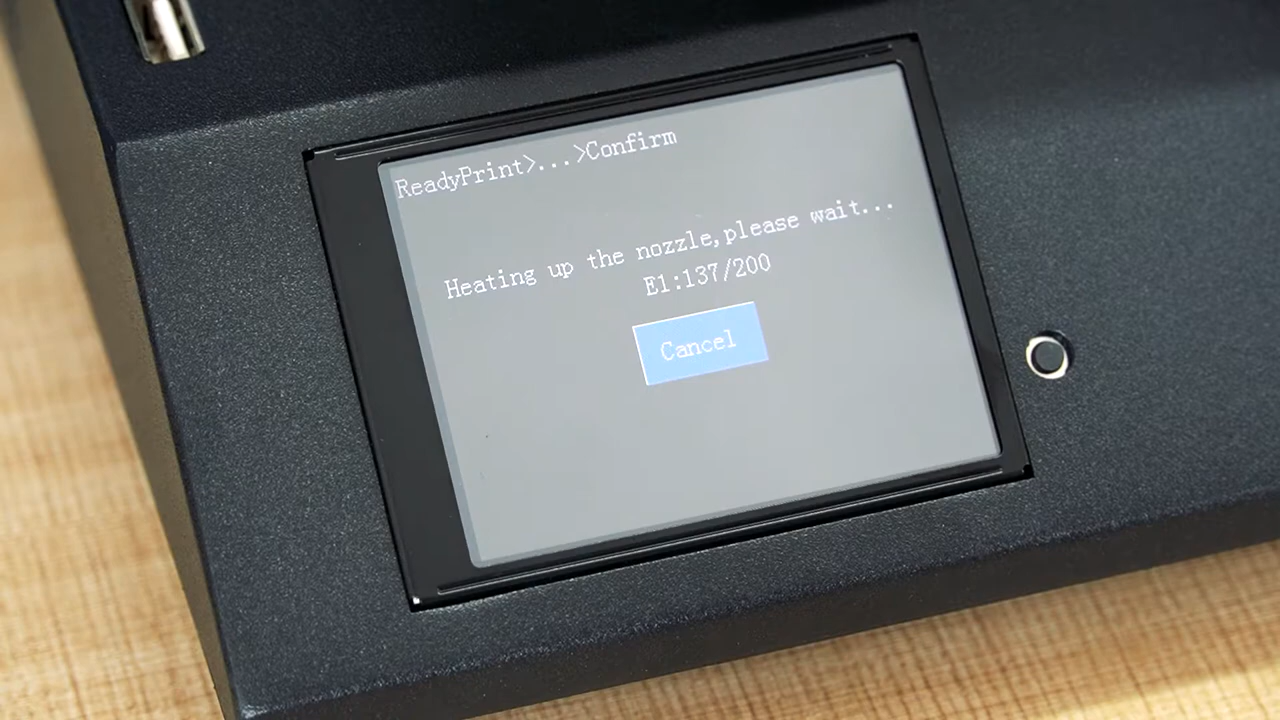 ReadyPrint>...>Confirm
Heating up the nozzle,please wait...
E1:137/200
Cancel